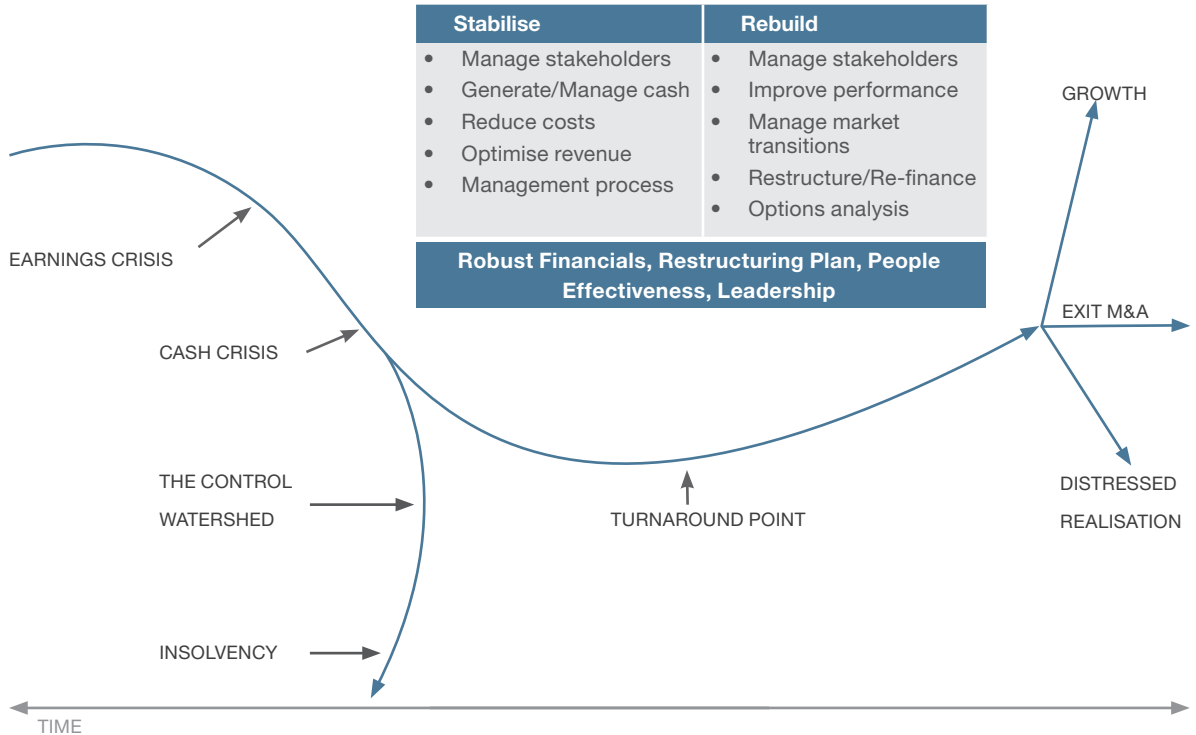 Stabilise
• Manage stakeholders
• Generate/Manage cash
• Reduce costs
• Optimise revenue
• Management process
Rebuild
• Manage stakeholders
• Improve performance
• Manage market
transitions
• Restructure/Re-finance
• Options analysis
Robust Financials, Restructuring Plan, People
Effectiveness, Leadership
GROWTH
EARNINGS CRISIS
EXIT M&A
CASH CRISIS
THE CONTROL
WATERSHED
TURNAROUND POINT
DISTRESSED
REALISATION
INSOLVENCY
TIME